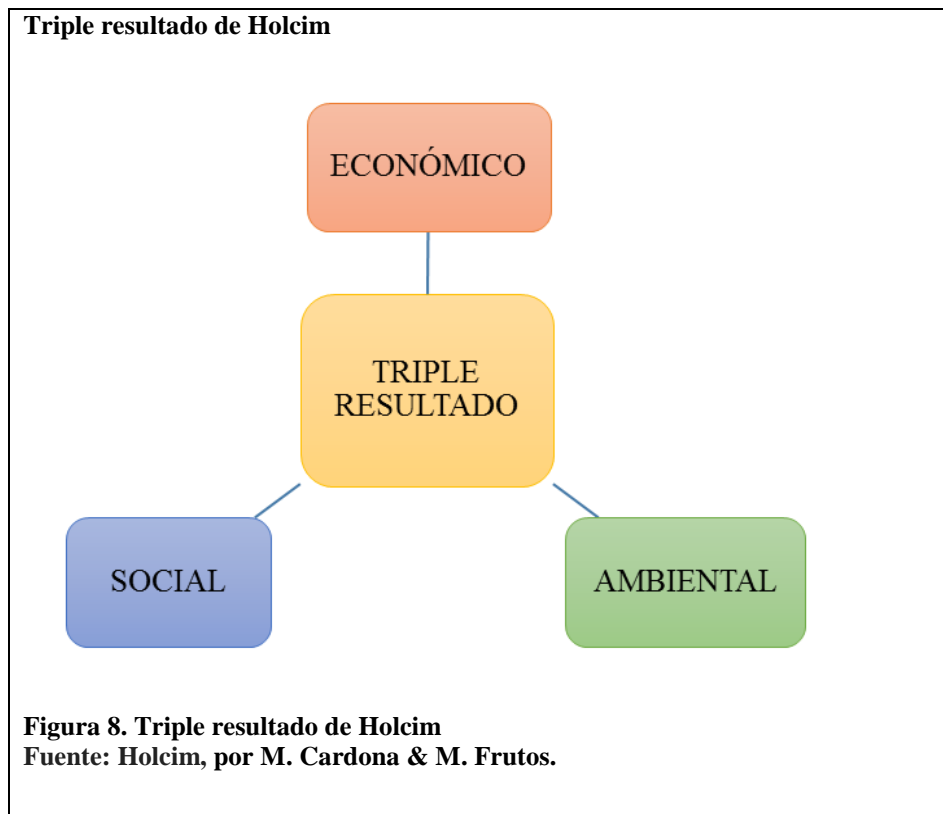 Triple resultado de Holcim
ECONÓMICO
TRIPLE
RESULTADO
SOCIAL
AMBIENTAL
Figura 8. Triple resultado de Holcim
Fuente: Holcim, por M. Cardona & M. Frutos.